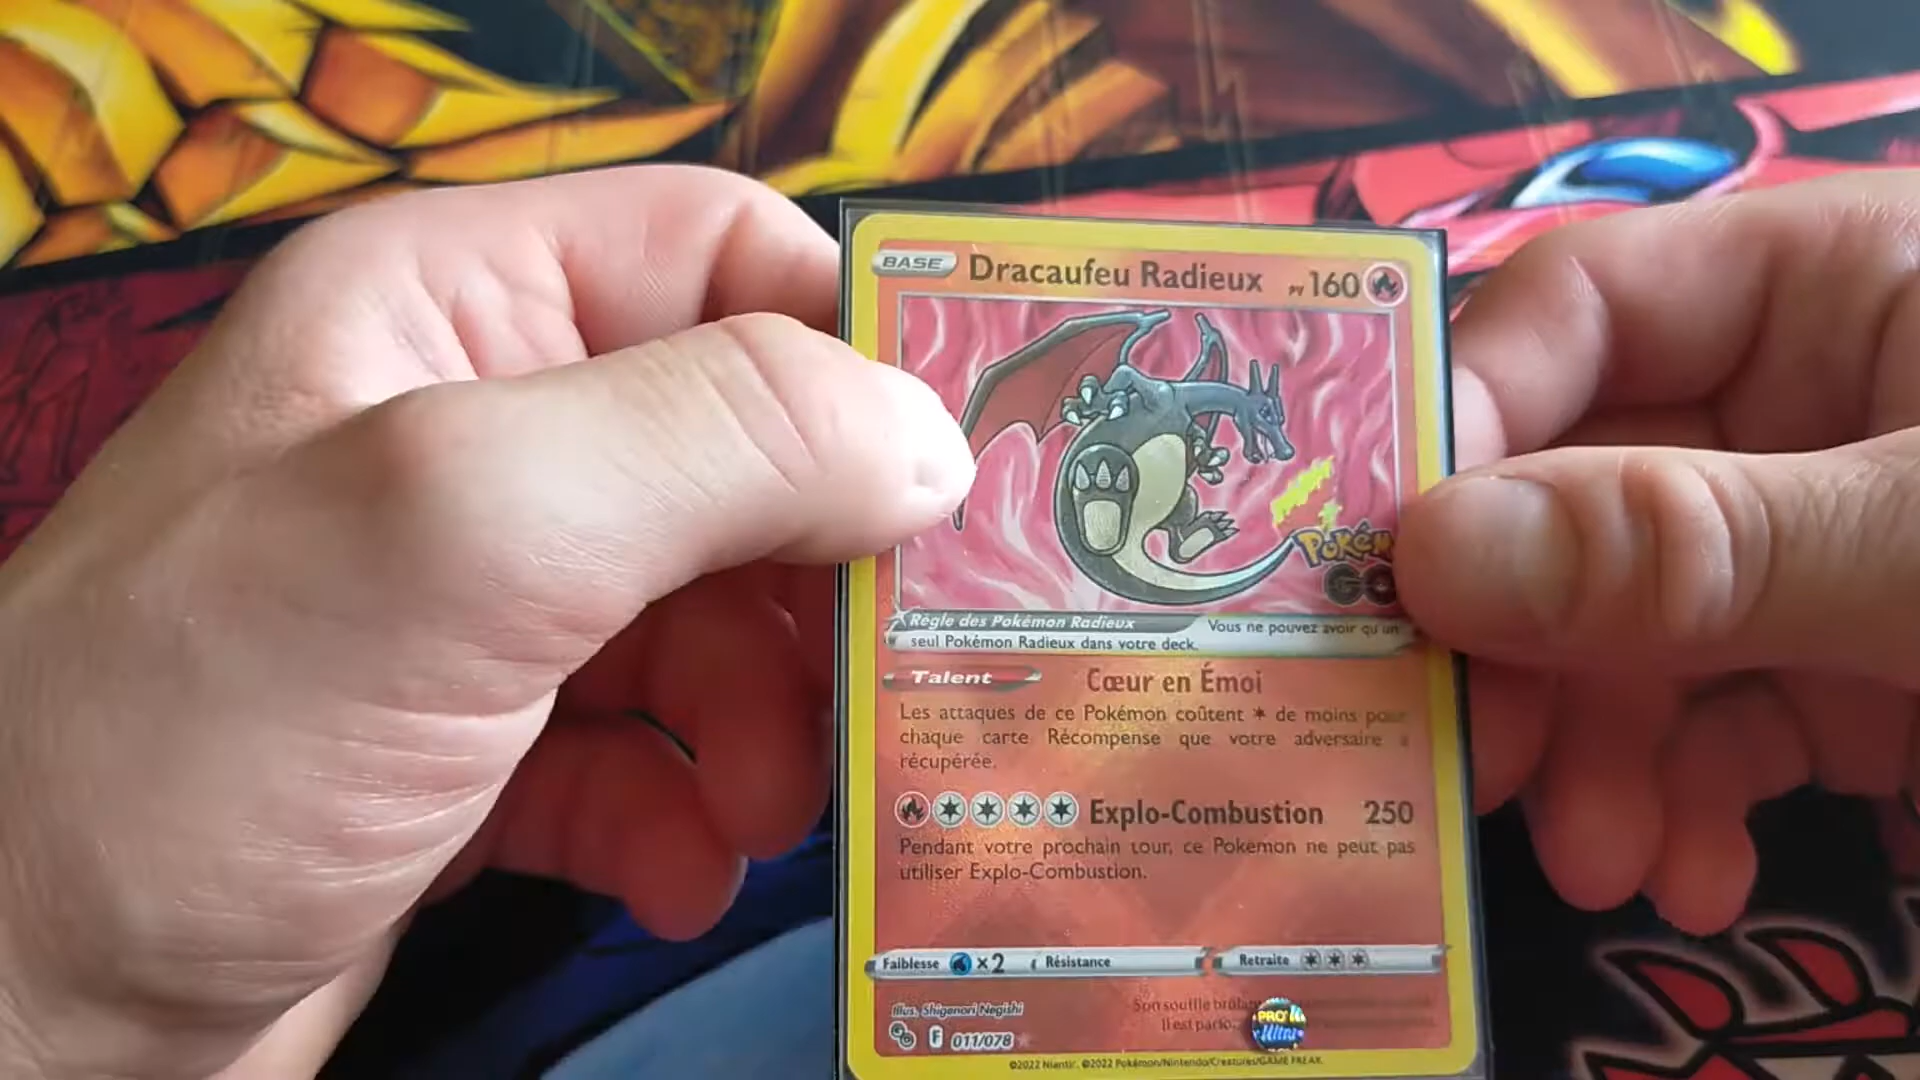 BASE Dracaufeu Radieux PV 160
POKÉM
GO
Règle des Pokémon Radieux Vous ne pouvez avoir qu'un
seul Pokémon Radieux dans votre deck.
Talent Cœur en Émoi
Les attaques de ce Pokémon coûtent de moins pour
chaque carte Récompense que votre adversaire a
récupérée.
Explo-Combustion 250
Pendant votre prochain tour, ce Pokémon ne peut pas
utiliser Explo-Combustion.
Faiblesse ×2 Résistance Retraite
Illus. Shigenori Negishi
Son souffle
Il est
PRO
Ultra
F 011/078
©2022 Niantic. ©2022 Pokémon/Nintendo/Creatures/GAME FREAK.